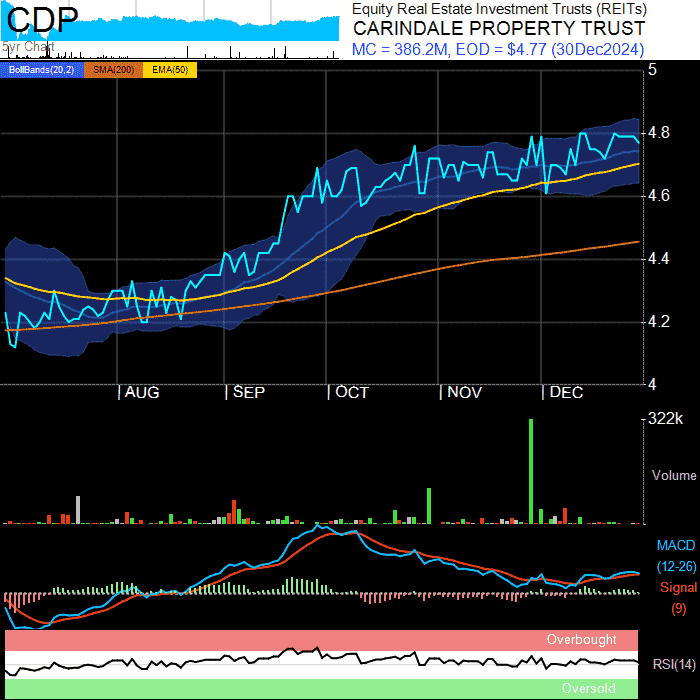 CDP
5yr Chart
Equity Real Estate Investment Trusts (REITs)
CARINDALE PROPERTY TRUST
MC = 386.2M, EOD = $4.77 (30Dec2024)
BollBands(20,2) SMA(200) EMA(50)
5
4.8
4.6
4.4
4.2
4
AUG SEP OCT NOV DEC
322k
Volume
MACD
(12-26)
Signal
(9)
Overbought
RSI(14)
Oversold